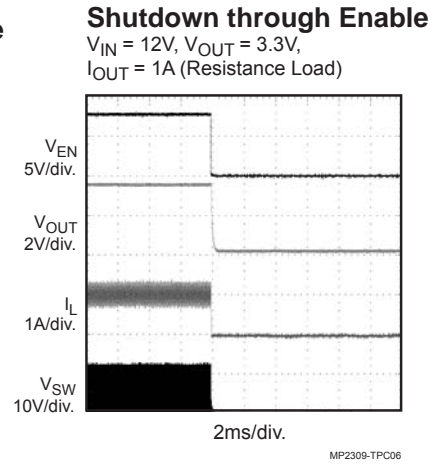 e
Shutdown through Enable
VIN = 12V, VOUT = 3.3V,
IOUT = 1A (Resistance Load)
VEN
5V/div.
VOUT
2V/div.
IL
1A/div.
VSW
10V/div.
2ms/div.
MP2309-TPC06